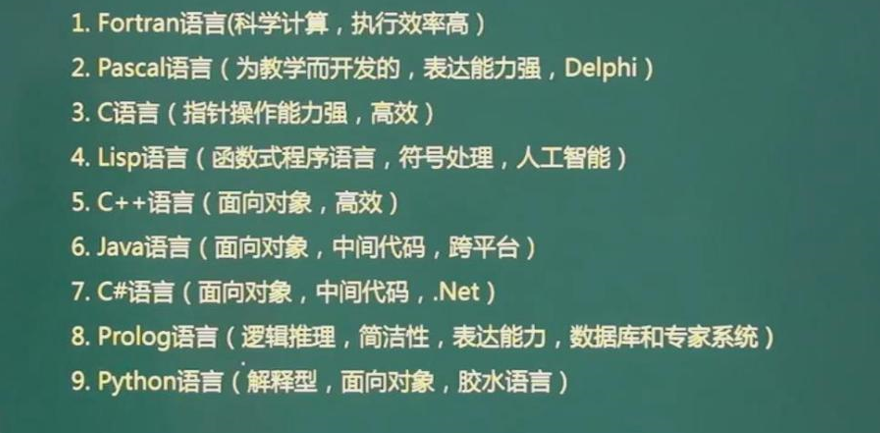 1. Fortran语言(科学计算，执行效率高）
2. Pascal语言（为教学而开发的，表达能力强，Delphi）
3. C语言（指针操作能力强，高效）
4. Lisp语言（函数式程序语言，符号处理，人工智能）
5. C++语言（面向对象，高效）
6. Java语言（面向对象，中间代码，跨平台）
7. C#语言（面向对象，中间代码，.Net）
8. Prolog语言（逻辑推理，简洁性，表达能力，数据库和专家系统）
9. Python语言（解释型，面向对象，胶水语言）